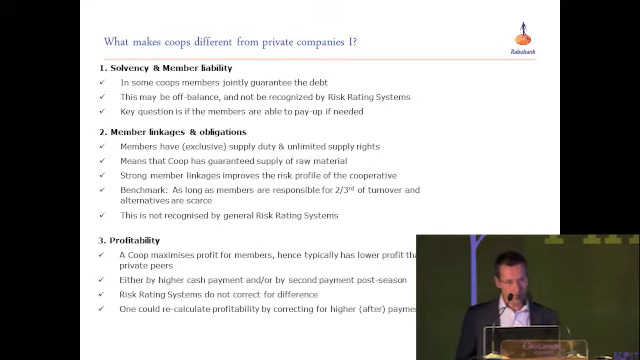 What makes coops different from private companies I?
Rabobank
1. Solvency & Member liability
✓ In some coops members jointly guarantee the debt
✓ This may be off-balance, and not be recognized by Risk Rating Systems
✓ Key question is if the members are able to pay-up if needed
2. Member linkages & obligations
✓ Members have (exclusive) supply duty & unlimited supply rights
✓ Means that Coop has guaranteed supply of raw material
✓ Strong member linkages improves the risk profile of the cooperative
✓ Benchmark: As long as members are responsible for 2/3rd of turnover and
alternatives are scarce
✓ This is not recognised by general Risk Rating Systems
3. Profitability
✓ A Coop maximises profit for members, hence typically has lower profit
private peers
✓ Either by higher cash payment and/or by second payment post-season
✓ Risk Rating Systems do not correct for difference
✓ One could re-calculate profitability by correcting for higher (after)